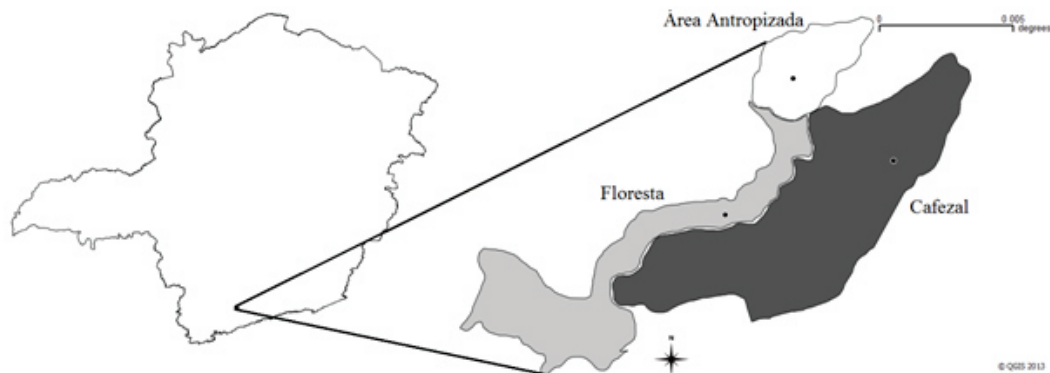 Área Antropizada
0
0.005
degrees
Floresta
Cafezal
N
© QGIS 2013